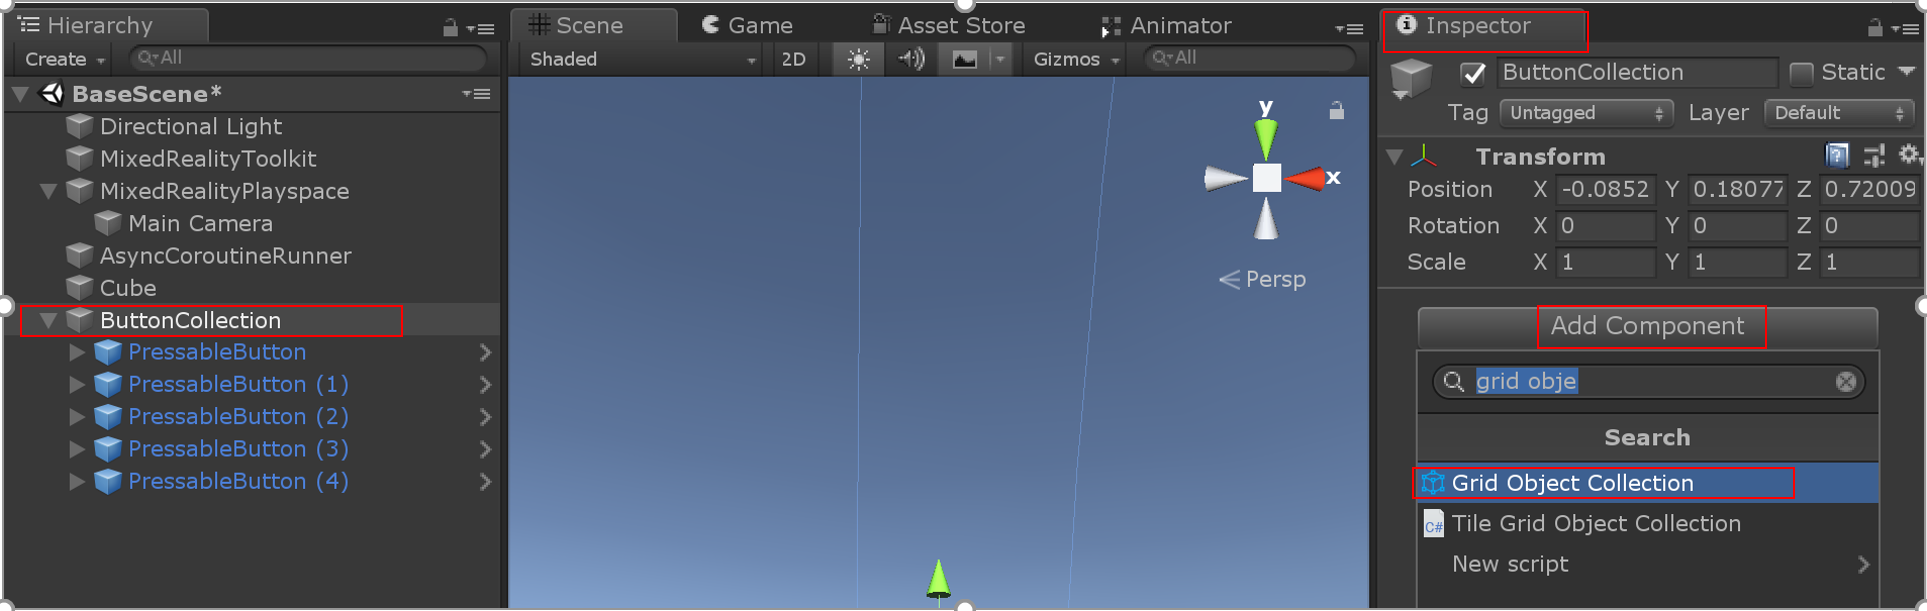 Hierarchy
Create
All
BaseScene*
Directional Light
MixedRealityToolkit
MixedRealityPlayspace
Main Camera
AsyncCoroutineRunner
Cube
ButtonCollection
PressableButton
PressableButton (1)
PressableButton (2)
PressableButton (3)
PressableButton (4)
Scene Game Asset Store Animator
Shaded 2D Gizmos All
y
x
Persp
Inspector
ButtonCollection Static
Tag Untagged Layer Default
Transform
Position X -0.0852 Y 0.18077 Z 0.72009
Rotation X 0 Y 0 Z 0
Scale X 1 Y 1 Z 1
Add Component
grid obje
Search
Grid Object Collection
C# Tile Grid Object Collection
New script